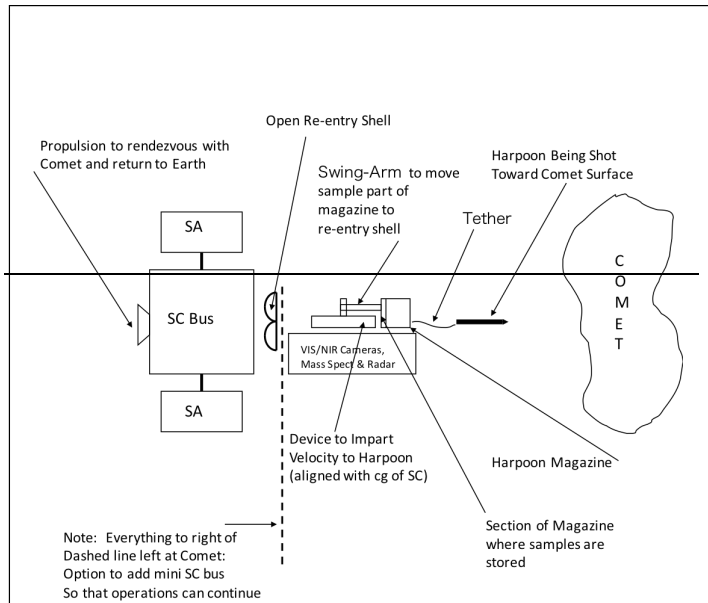 Open Re-entry Shell
Propulsion to rendezvous with
Comet and return to Earth
Swing-Arm to move
sample part of
magazine to
re-entry shell
Harpoon Being Shot
Toward Comet Surface
Tether
SA
SC Bus
SA
VIS/NIR Cameras,
Mass Spect & Radar
C
O
M
E
T
Device to Impart
Velocity to Harpoon
(aligned with cg of SC)
Harpoon Magazine
Section of Magazine
where samples are
stored
Note: Everything to right of
Dashed line left at Comet:
Option to add mini SC bus
So that operations can continue